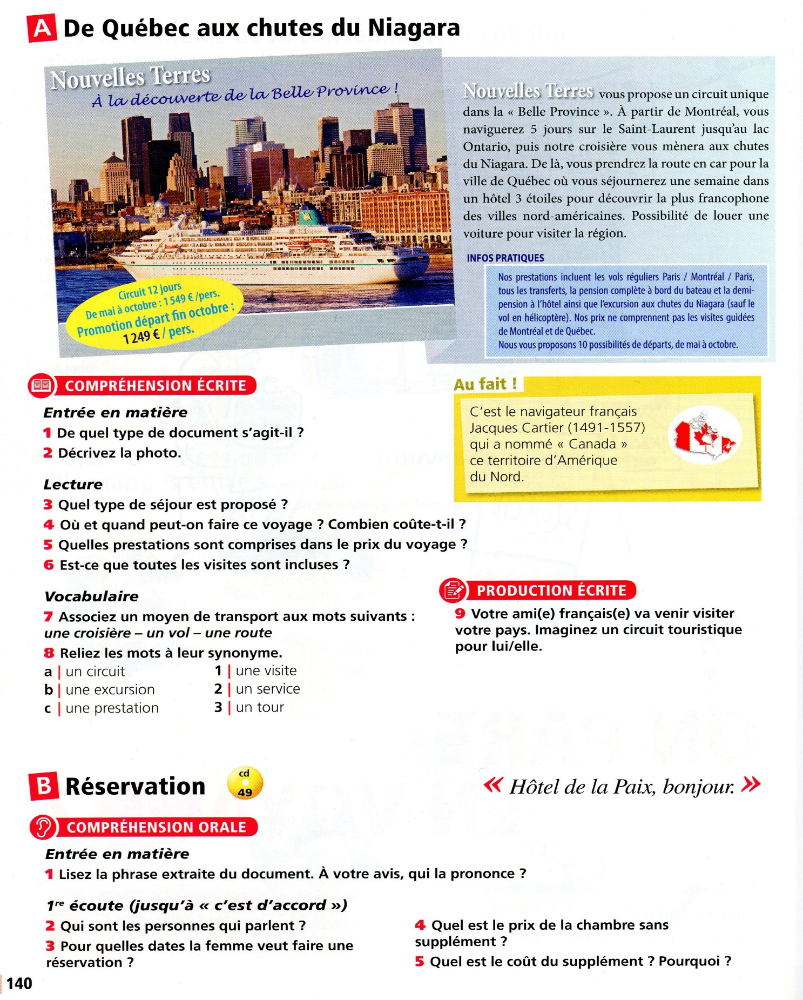 A De Québec aux chutes du Niagara
Nouvelles Terres
À la découverte de la Belle Province !
Circuit 12 jours
De mai à octobre : 1 549 € /pers.
Promotion départ fin octobre :
1 249 € / pers.
Nouvelles Terres vous propose un circuit unique
dans la « Belle Province ». À partir de Montréal, vous
naviguerez 5 jours sur le Saint-Laurent jusqu'au lac
Ontario, puis notre croisière vous mènera aux chutes
du Niagara. De là, vous prendrez la route en car pour la
ville de Québec où vous séjournerez une semaine dans
un hôtel 3 étoiles pour découvrir la plus francophone
des villes nord-américaines. Possibilité de louer une
voiture pour visiter la région.
INFOS PRATIQUES
Nos prestations incluent les vols réguliers Paris / Montréal / Paris,
tous les transferts, la pension complète à bord du bateau et la demi-
pension à l'hôtel ainsi que l'excursion aux chutes du Niagara (sauf le
vol en hélicoptère). Nos prix ne comprennent pas les visites guidées
de Montréal et de Québec.
Nous vous proposons 10 possibilités de départs, de mai à octobre.
COMPRÉHENSION ÉCRITE
Entrée en matière
1 De quel type de document s'agit-il ?
2 Décrivez la photo.
Lecture
3 Quel type de séjour est proposé ?
4 Où et quand peut-on faire ce voyage ? Combien coûte-t-il ?
5 Quelles prestations sont comprises dans le prix du voyage ?
6 Est-ce que toutes les visites sont incluses ?
Vocabulaire
7 Associez un moyen de transport aux mots suivants :
une croisière – un vol – une route
8 Reliez les mots à leur synonyme.
a | un circuit 1 | une visite
b | une excursion 2 | un service
c | une prestation 3 | un tour
Au fait !
C'est le navigateur français
Jacques Cartier (1491-1557)
qui a nommé « Canada »
ce territoire d'Amérique
du Nord.
PRODUCTION ÉCRITE
9 Votre ami(e) français(e) va venir visiter
votre pays. Imaginez un circuit touristique
pour lui/elle.
B Réservation
cd
49
« Hôtel de la Paix, bonjour. »
COMPRÉHENSION ORALE
Entrée en matière
1 Lisez la phrase extraite du document. À votre avis, qui la prononce ?
1re écoute (jusqu'à « c'est d'accord »)
2 Qui sont les personnes qui parlent ?
3 Pour quelles dates la femme veut faire une
réservation ?
4 Quel est le prix de la chambre sans
supplément ?
5 Quel est le coût du supplément ? Pourquoi ?
140